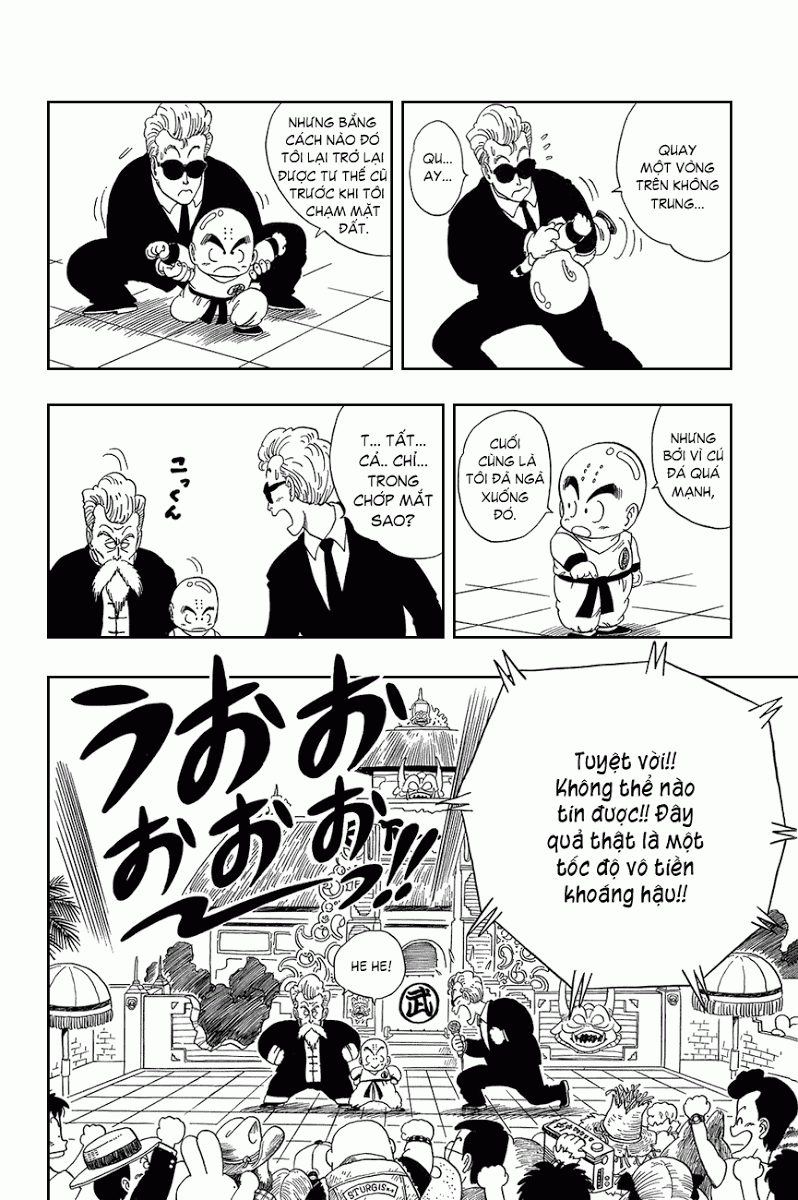 QUAY
MỘT VÒNG
TRÊN KHÔNG
TRUNG...
QU...
AY...
NHƯNG BẰNG
CÁCH NÀO ĐÓ
TÔI LẠI TRỞ LẠI
ĐƯỢC TƯ THẾ CŨ
TRƯỚC KHI TÔI
CHẠM MẶT
ĐẤT.
NHƯNG
BỞI VÌ CÚ
ĐÁ QUÁ
MẠNH,
CUỐI
CÙNG LÀ
TÔI ĐÃ NGÃ
XUỐNG
ĐÓ.
T... TẤT...
CẢ.. CHỈ...
TRONG
CHỚP MẮT
SAO?
こっくん
Tuyệt vời!!
Không thể nào
tin được!! Đây
quả thật là một
tốc độ vô tiền
khoáng hậu!!
うおお
おおおーっ!!
HE HE!
武
STURGIS